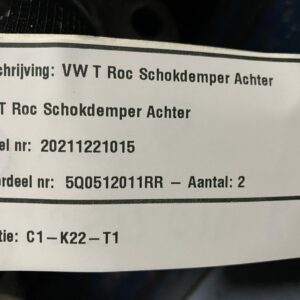 chrijving: VW T Roc Schokdemper Achter
T Roc Schokdemper Achter
el nr: 20211221015
rdeel nr: 5Q0512011RR – Aantal: 2
tie: C1–K22–T1